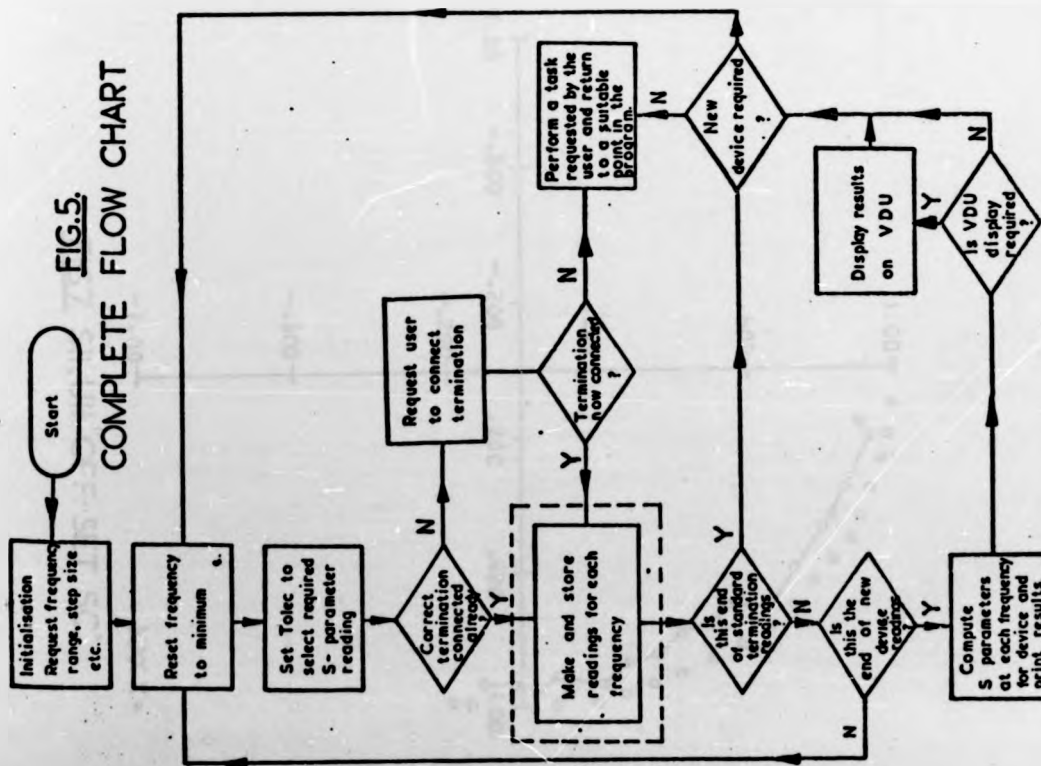 FIG.5.
COMPLETE FLOW CHART
Start
Initialisation
Request frequency
range, step size
etc.
Reset frequency
to minimum
Set Tolec to
select required
S- parameter
reading
Correct
termination
connected
already
?
N
Y
Request user
to connect
termination
Termination
now connected
?
N
Y
Perform a task
requested by the
user and return
to a suitable
point in the
program.
Make and store
readings for each
frequency
Is
this end
of standard
termination
readings
?
Y
N
New
device required
?
N
Is
this the
end of new
device
readings
?
N
Y
Compute
S parameters
at each frequency
for device and
print results
Is VDU
display
required
?
Y
N
Display results
on VDU